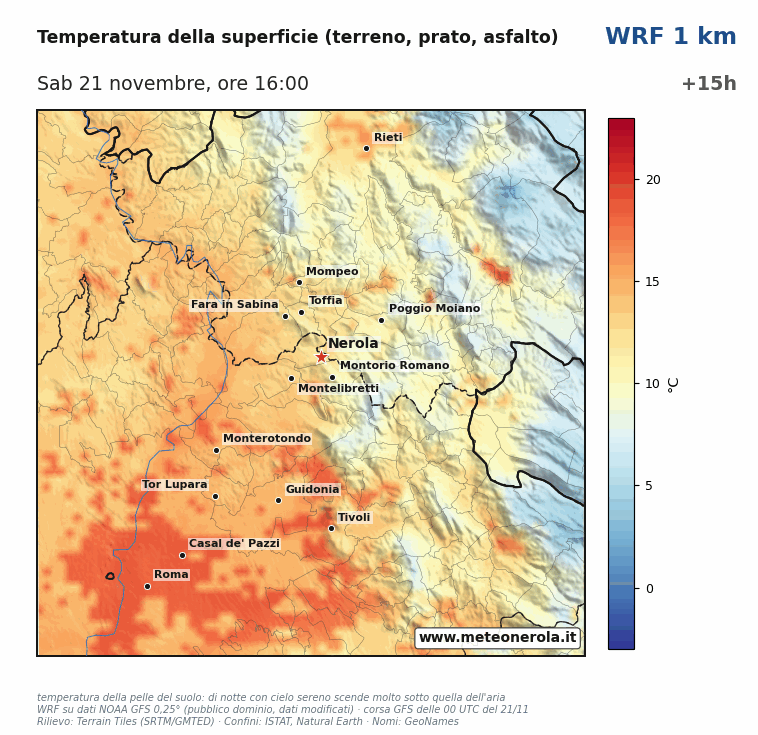 Temperatura della superficie (terreno, prato, asfalto)
WRF 1 km
Sab 21 novembre, ore 16:00
+15h
Rieti
Mompeo
Fara in Sabina
Toffia
Poggio Moiano
Nerola
Montorio Romano
Montelibretti
Monterotondo
Tor Lupara
Guidonia
Tivoli
Casal de' Pazzi
Roma
www.meteonerola.it
20
15
10
5
0
°C
temperatura della pelle del suolo: di notte con cielo sereno scende molto sotto quella dell'aria
WRF su dati NOAA GFS 0,25° (pubblico dominio, dati modificati) · corsa GFS delle 00 UTC del 21/11
Rilievo: Terrain Tiles (SRTM/GMTED) · Confini: ISTAT, Natural Earth · Nomi: GeoNames